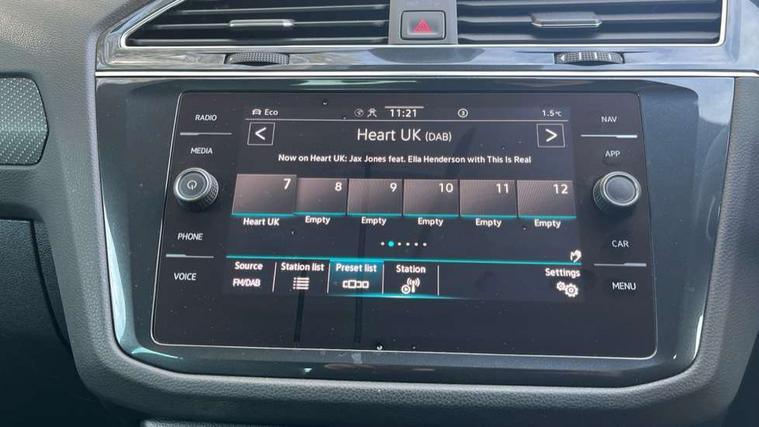 RADIO
MEDIA
PHONE
VOICE
Eco
11:21
1.5°C
< Heart UK (DAB) >
Now on Heart UK: Jax Jones feat. Ella Henderson with This Is Real
7 8 9 10 11 12
Heart UK Empty Empty Empty Empty Empty
Source Station list Preset list Station Settings
FM/DAB
NAV
APP
CAR
MENU